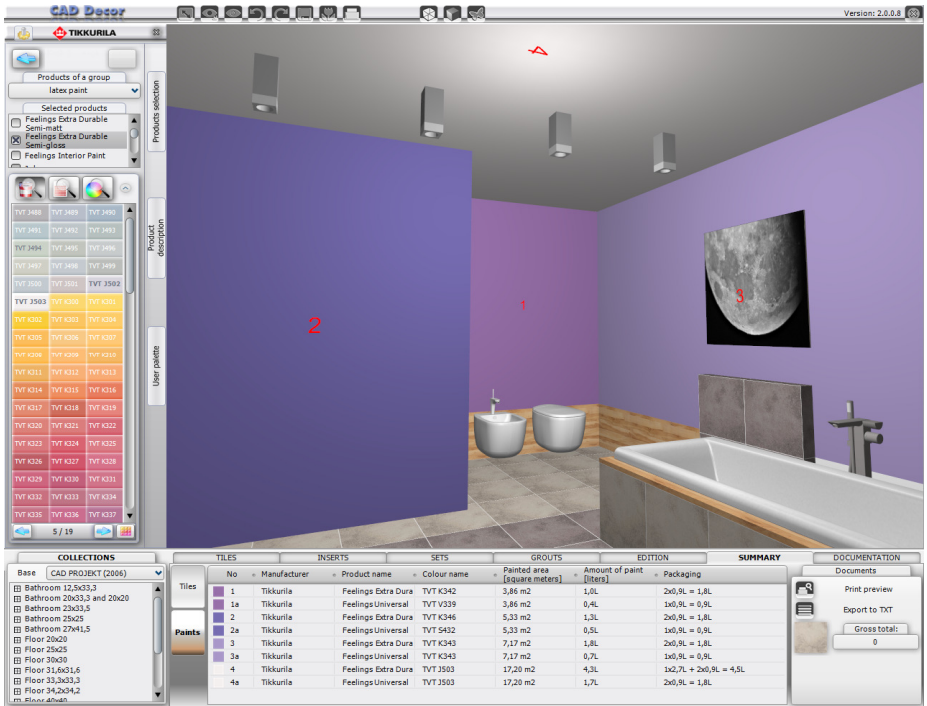 CAD Decor
Version: 2.0.0.8
TIKKURILA
Products of a group
latex paint
Selected products
Feelings Extra Durable
Semi-matt
Feelings Extra Durable
Semi-gloss
Feelings Interior Paint
Products selection
Product
description
User palette
TVT J488 TVT J489 TVT J490
TVT J491 TVT J492 TVT J493
TVT J494 TVT J495 TVT J496
TVT J497 TVT J498 TVT J499
TVT J500 TVT J501 TVT J502
TVT J503 TVT K300 TVT K301
TVT K302 TVT K303 TVT K304
TVT K305 TVT K306 TVT K307
TVT K308 TVT K309 TVT K310
TVT K311 TVT K312 TVT K313
TVT K314 TVT K315 TVT K316
TVT K317 TVT K318 TVT K319
TVT K320 TVT K321 TVT K322
TVT K323 TVT K324 TVT K325
TVT K326 TVT K327 TVT K328
TVT K329 TVT K330 TVT K331
TVT K332 TVT K333 TVT K334
TVT K335 TVT K336 TVT K337
5 / 19
4
2
1
3
COLLECTIONS
Base CAD PROJEKT (2006)
Bathroom 12,5x33,3
Bathroom 20x33,3 and 20x20
Bathroom 23x33,5
Bathroom 25x25
Bathroom 27x41,5
Floor 20x20
Floor 25x25
Floor 30x30
Floor 31,6x31,6
Floor 33,3x33,3
Floor 34,2x34,2
Floor 40x40
TILES INSERTS SETS GROUTS EDITION SUMMARY DOCUMENTATION
Tiles
Paints
No Manufacturer Product name Colour name Painted area [square meters] Amount of paint [liters] Packaging
1 Tikkurila Feelings Extra Dura TVT K342 3,86 m2 1,0L 2x0,9L = 1,8L
1a Tikkurila Feelings Universal TVT V339 3,86 m2 0,4L 1x0,9L = 0,9L
2 Tikkurila Feelings Extra Dura TVT K346 5,33 m2 1,3L 2x0,9L = 1,8L
2a Tikkurila Feelings Universal TVT S432 5,33 m2 0,5L 1x0,9L = 0,9L
3 Tikkurila Feelings Extra Dura TVT K343 7,17 m2 1,8L 2x0,9L = 1,8L
3a Tikkurila Feelings Universal TVT K343 7,17 m2 0,7L 1x0,9L = 0,9L
4 Tikkurila Feelings Extra Dura TVT J503 17,20 m2 4,3L 1x2,7L + 2x0,9L = 4,5L
4a Tikkurila Feelings Universal TVT J503 17,20 m2 1,7L 2x0,9L = 1,8L
Documents
Print preview
Export to TXT
Gross total:
0